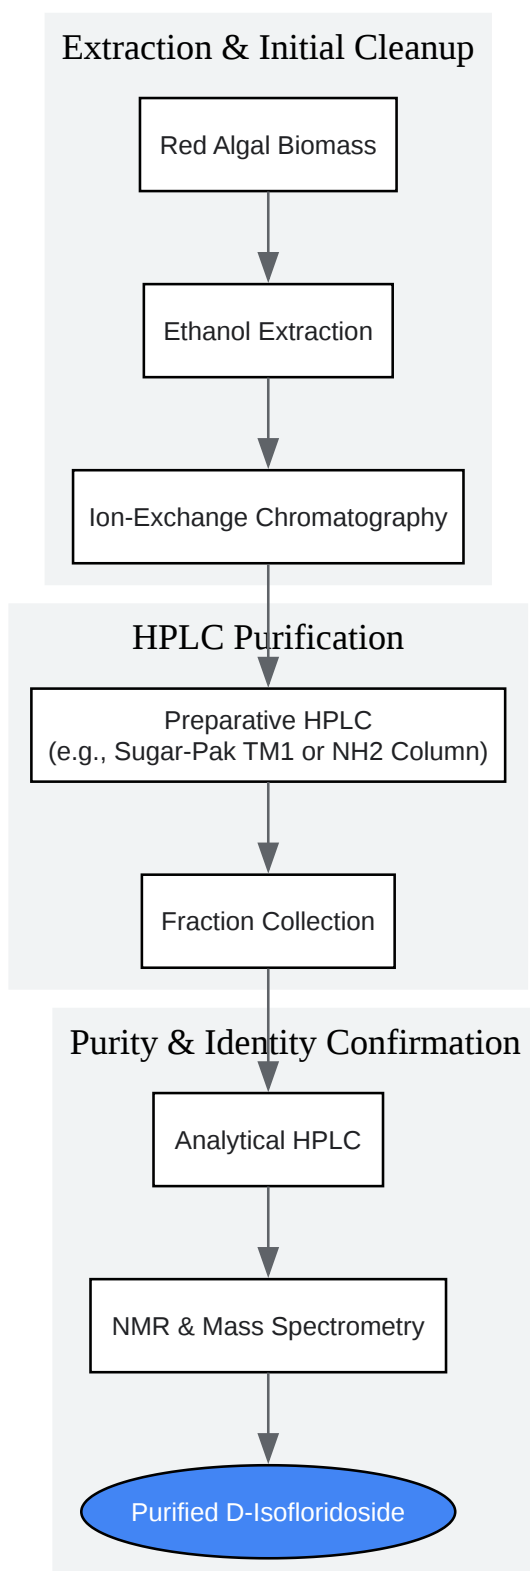 Extraction & Initial Cleanup
Red Algal Biomass
Ethanol Extraction
Ion-Exchange Chromatography
HPLC Purification
Preparative HPLC
(e.g., Sugar-Pak TM1 or NH2 Column)
Fraction Collection
Purity & Identity Confirmation
Analytical HPLC
NMR & Mass Spectrometry
Purified D-Isofloridoside